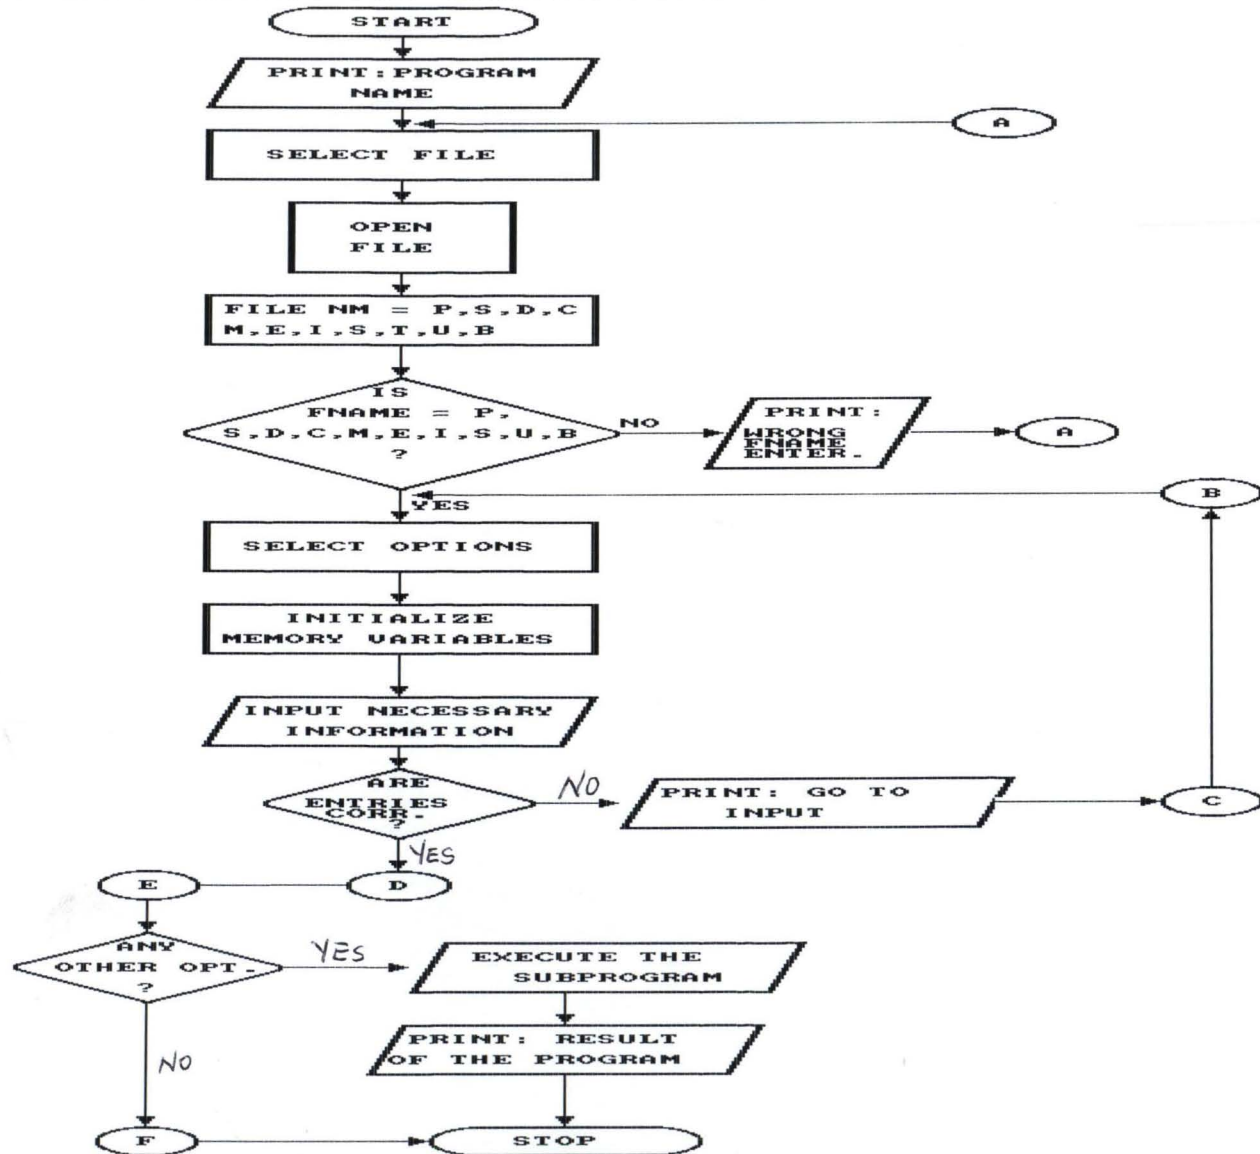 START
PRINT:PROGRAM
NAME
A
SELECT FILE
OPEN
FILE
FILE NM = P,S,D,C
M,E,I,S,T,U,B
IS
FNAME = P,
S,D,C,M,E,I,S,U,B
?
NO
PRINT:
WRONG
FNAME
ENTER.
A
B
YES
SELECT OPTIONS
INITIALIZE
MEMORY VARIABLES
INPUT NECESSARY
INFORMATION
ARE
ENTRIES
CORR.
?
NO
PRINT: GO TO
INPUT
C
YES
E
D
ANY
OTHER OPT.
?
YES
EXECUTE THE
SUBPROGRAM
PRINT: RESULT
OF THE PROGRAM
NO
F
STOP